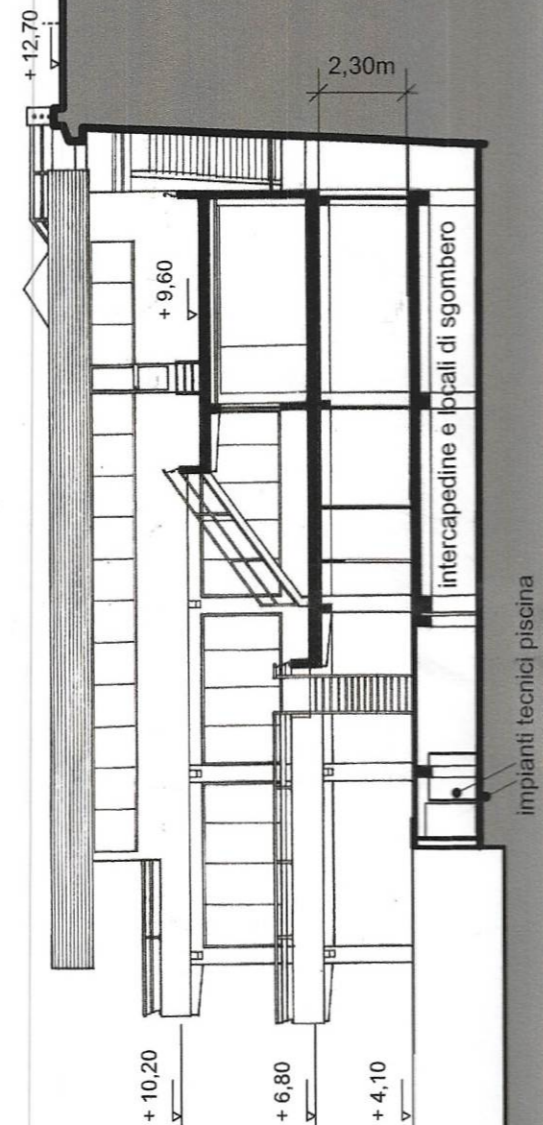 + 12,70
2,30m
+ 9,60
intercapedine e locali di sgombero
impianti tecnici piscina
+ 10,20
+ 6,80
+ 4,10